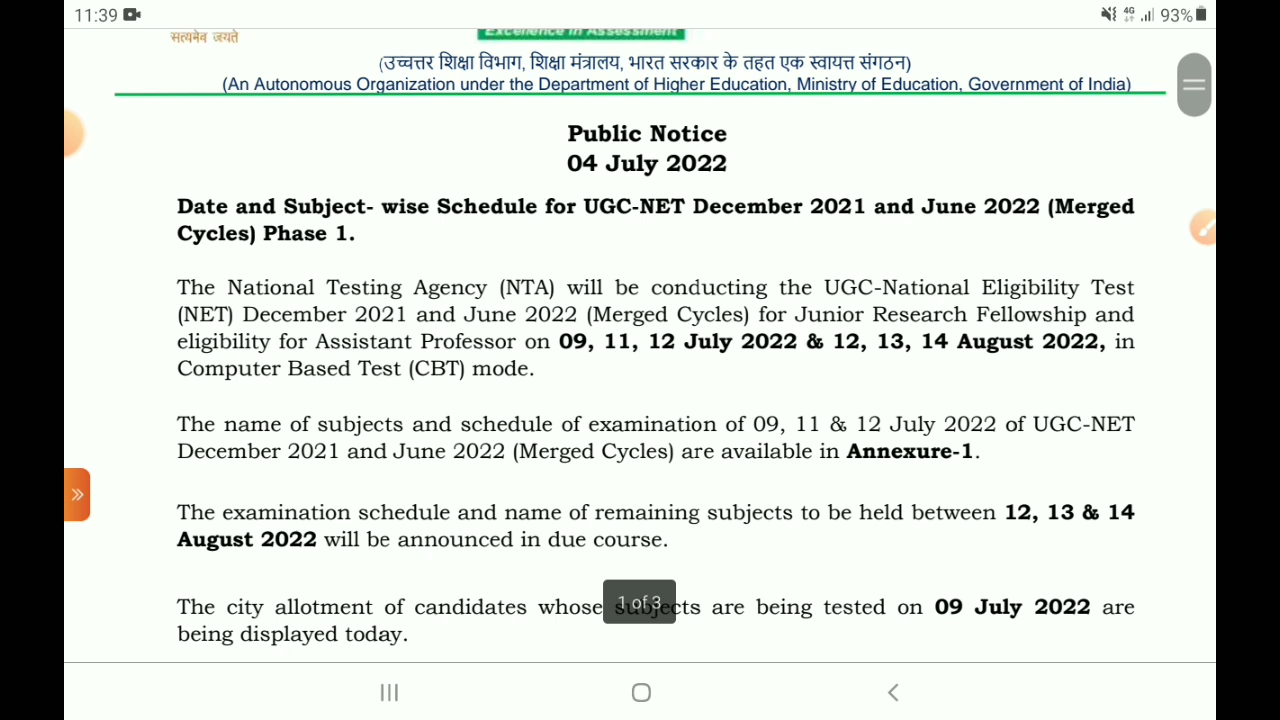 11:39
4G
93%
सत्यमेव जयते
Excellence in Assessment
(उच्चत्तर शिक्षा विभाग, शिक्षा मंत्रालय, भारत सरकार के तहत एक स्वायत्त संगठन)
(An Autonomous Organization under the Department of Higher Education, Ministry of Education, Government of India)
Public Notice
04 July 2022
Date and Subject- wise Schedule for UGC-NET December 2021 and June 2022 (Merged
Cycles) Phase 1.
The National Testing Agency (NTA) will be conducting the UGC-National Eligibility Test
(NET) December 2021 and June 2022 (Merged Cycles) for Junior Research Fellowship and
eligibility for Assistant Professor on 09, 11, 12 July 2022 & 12, 13, 14 August 2022, in
Computer Based Test (CBT) mode.
The name of subjects and schedule of examination of 09, 11 & 12 July 2022 of UGC-NET
December 2021 and June 2022 (Merged Cycles) are available in Annexure-1.
The examination schedule and name of remaining subjects to be held between 12, 13 & 14
August 2022 will be announced in due course.
The city allotment of candidates whose subjects are being tested on 09 July 2022 are
being displayed today.
1 of 3